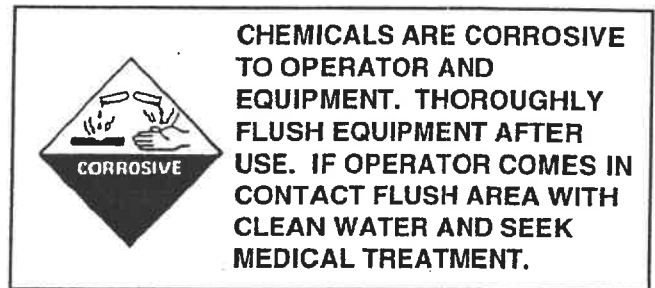 CHEMICALS ARE CORROSIVE
TO OPERATOR AND
EQUIPMENT. THOROUGHLY
FLUSH EQUIPMENT AFTER
USE. IF OPERATOR COMES IN
CONTACT FLUSH AREA WITH
CLEAN WATER AND SEEK
MEDICAL TREATMENT.
CORROSIVE